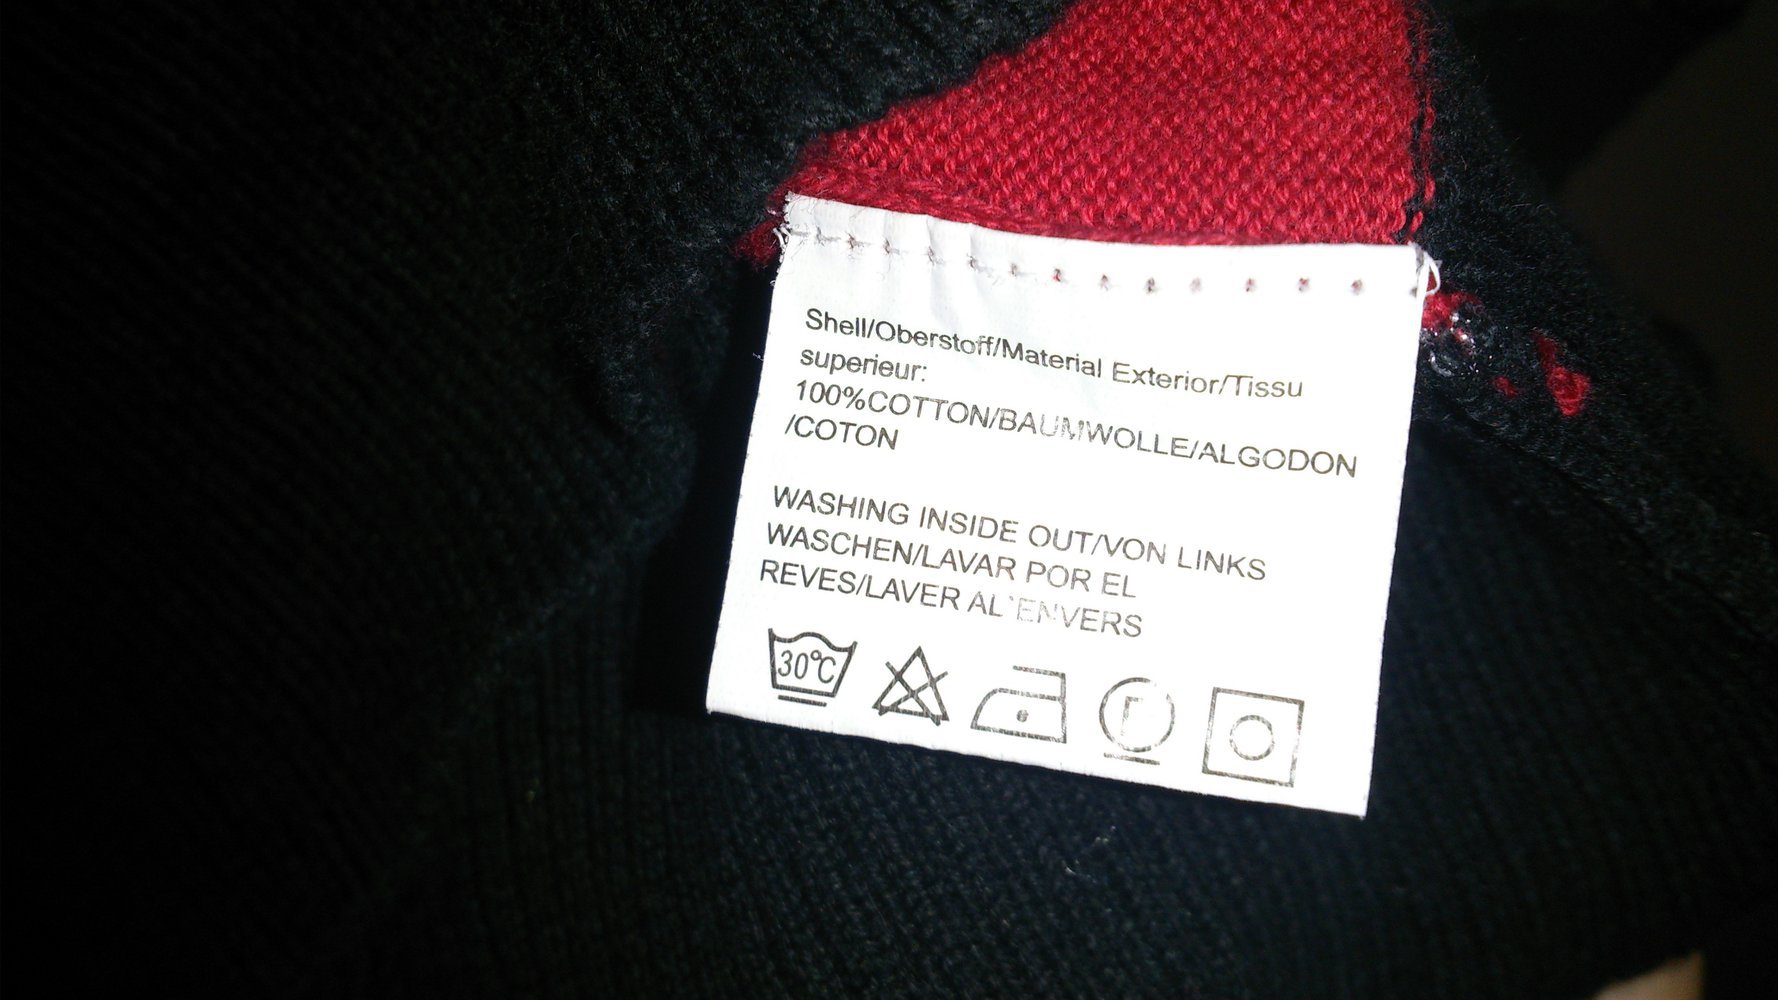 Shell/Oberstoff/Material Exterior/Tissu
superieur:
100%COTTON/BAUMWOLLE/ALGODON
/COTON
WASHING INSIDE OUT/VON LINKS
WASCHEN/LAVAR POR EL
REVES/LAVER AL`ENVERS
30°C